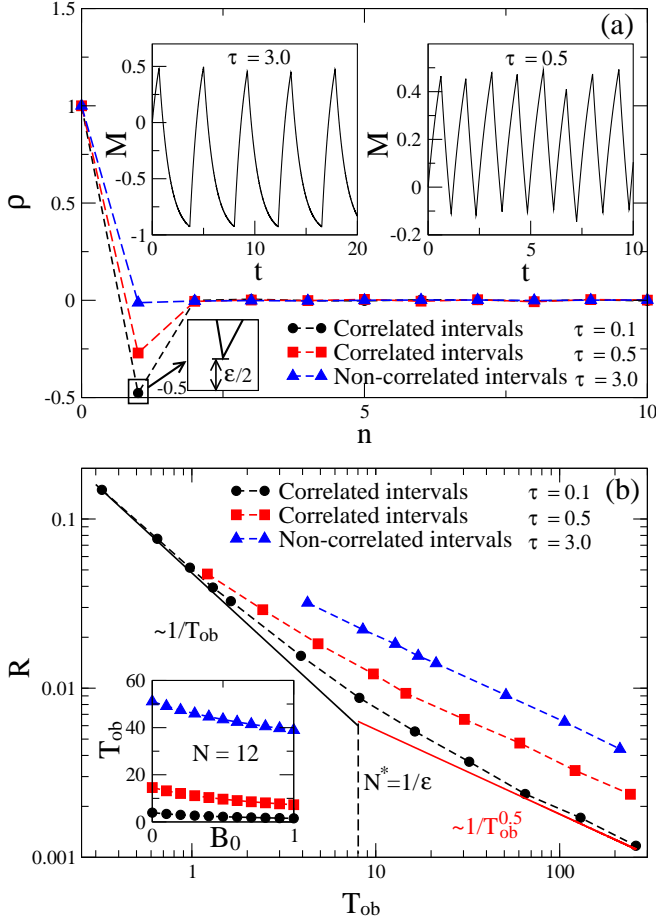 (a)
ρ
1.5
1
0.5
0
-0.5
0
5
10
n
M
0.5
0
-0.5
-1
0
10
20
t
τ = 3.0
M
0.4
0.2
0
-0.2
0
5
10
t
τ = 0.5
-0.5
ε/2
Correlated intervals τ = 0.1
Correlated intervals τ = 0.5
Non-correlated intervals τ = 3.0
(b)
R
0.1
0.01
0.001
1
10
100
T_ob
Correlated intervals τ = 0.1
Correlated intervals τ = 0.5
Non-correlated intervals τ = 3.0
~1/T_ob
T_ob
60
40
20
0
0
1
B_0
N = 12
N^*=1/ε
~1/T_ob^0.5